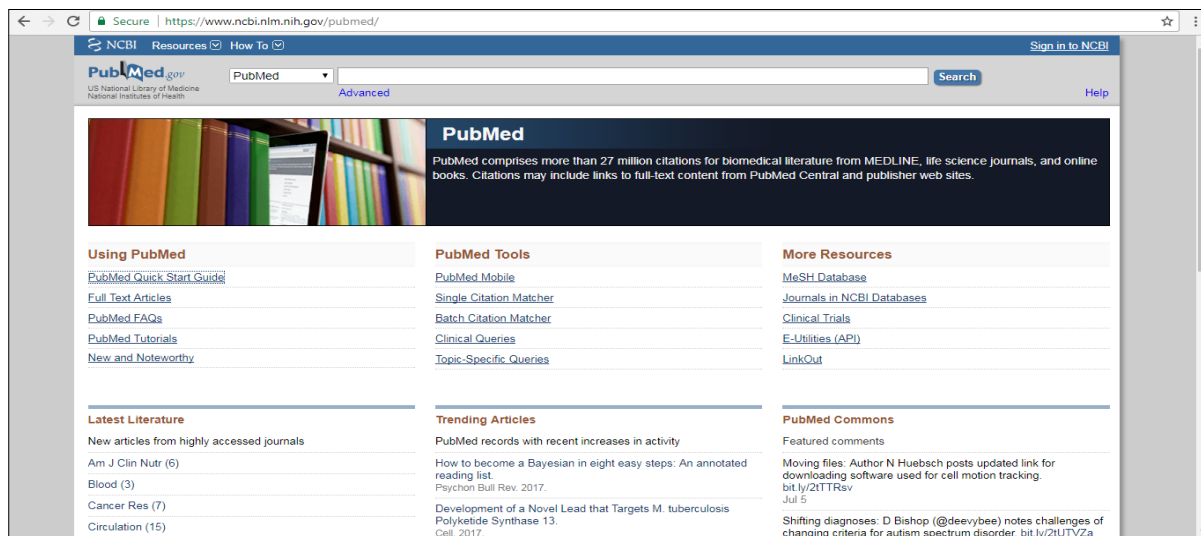 Secure https://www.ncbi.nlm.nih.gov/pubmed/
NCBI Resources How To Sign in to NCBI
PubMed.gov
US National Library of Medicine
National Institutes of Health
PubMed
Search
Advanced
Help
PubMed
PubMed comprises more than 27 million citations for biomedical literature from MEDLINE, life science journals, and online
books. Citations may include links to full-text content from PubMed Central and publisher web sites.
Using PubMed
PubMed Quick Start Guide
Full Text Articles
PubMed FAQs
PubMed Tutorials
New and Noteworthy
PubMed Tools
PubMed Mobile
Single Citation Matcher
Batch Citation Matcher
Clinical Queries
Topic-Specific Queries
More Resources
MeSH Database
Journals in NCBI Databases
Clinical Trials
E-Utilities (API)
LinkOut
Latest Literature
New articles from highly accessed journals
Am J Clin Nutr (6)
Blood (3)
Cancer Res (7)
Circulation (15)
Trending Articles
PubMed records with recent increases in activity
How to become a Bayesian in eight easy steps: An annotated
reading list.
Psychon Bull Rev. 2017.
Development of a Novel Lead that Targets M. tuberculosis
Polyketide Synthase 13.
Cell. 2017.
PubMed Commons
Featured comments
Moving files: Author N Huebsch posts updated link for
downloading software used for cell motion tracking.
bit.ly/2tTTRsv
Jul 5
Shifting diagnoses: D Bishop (@deevybee) notes challenges of
changing criteria for autism spectrum disorder. bit.ly/2tUTVZa